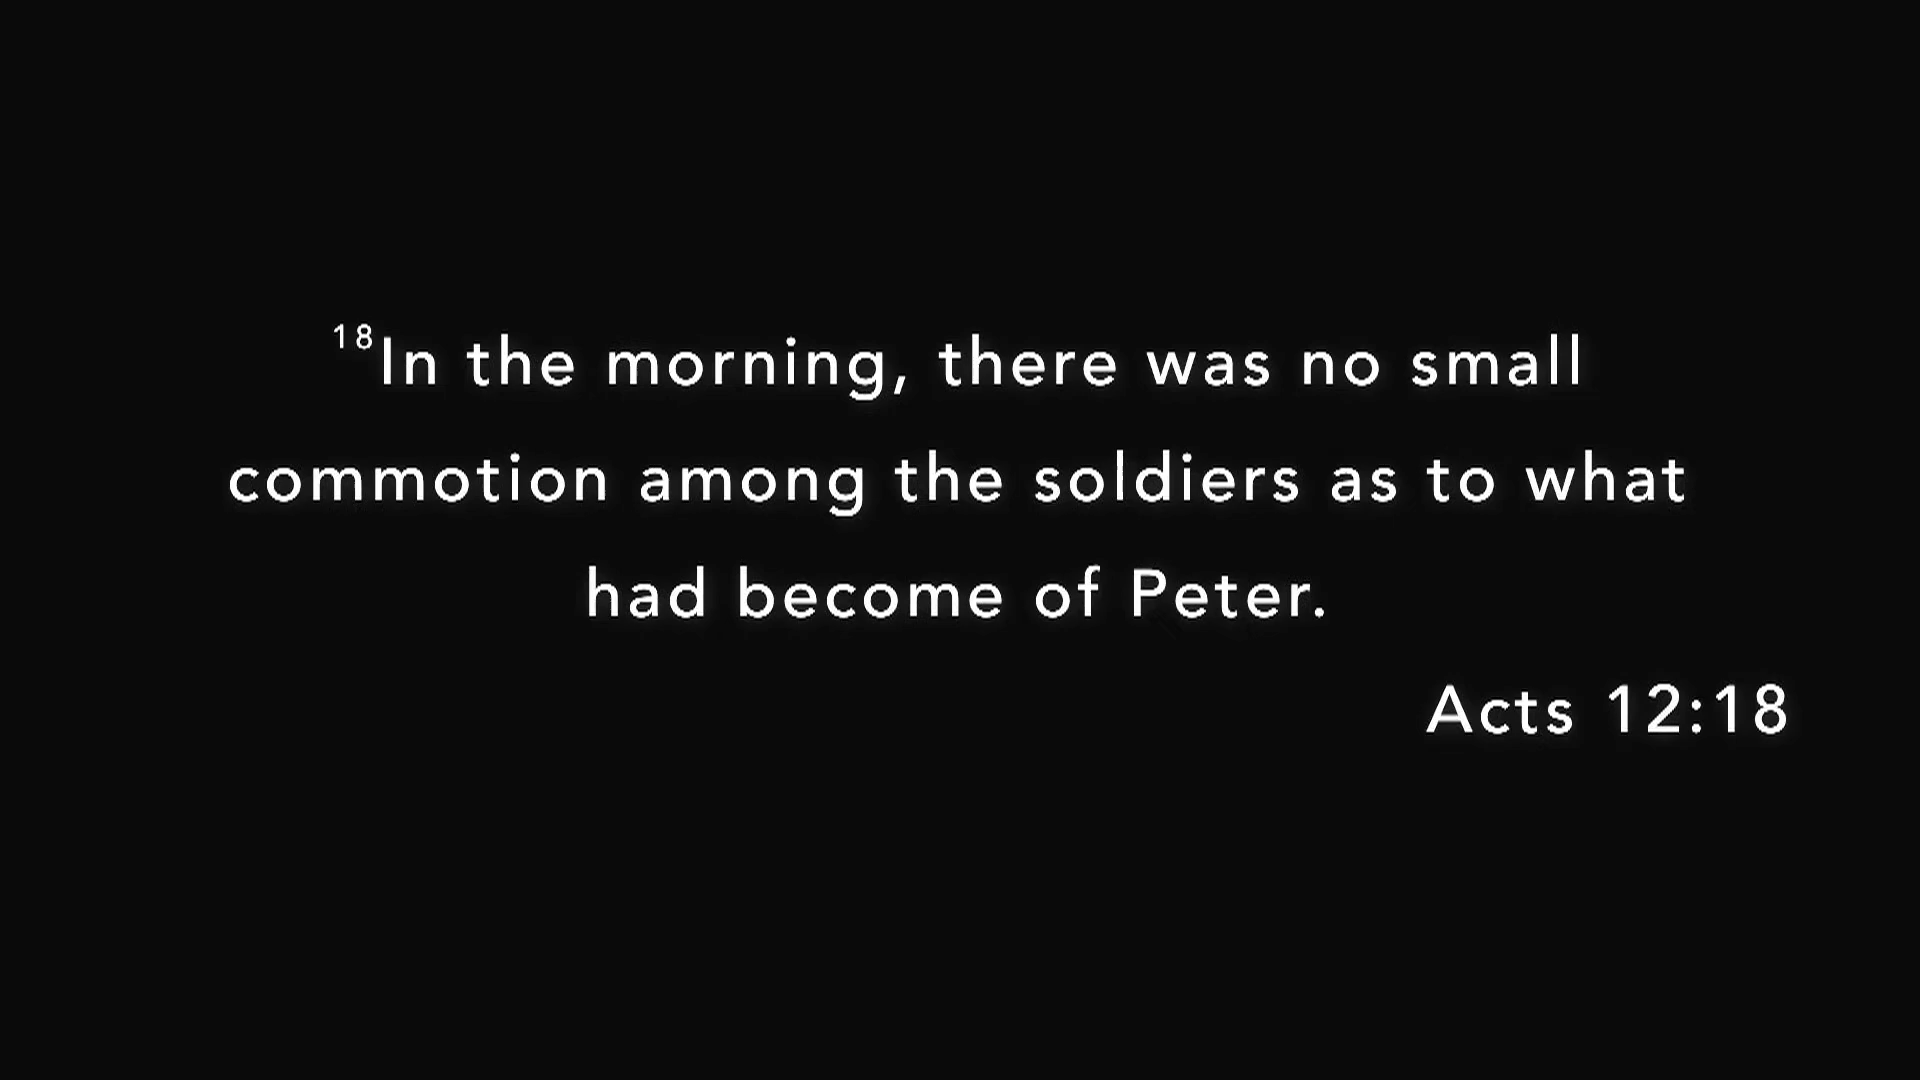 18In the morning, there was no small
commotion among the soldiers as to what
had become of Peter.
Acts 12:18